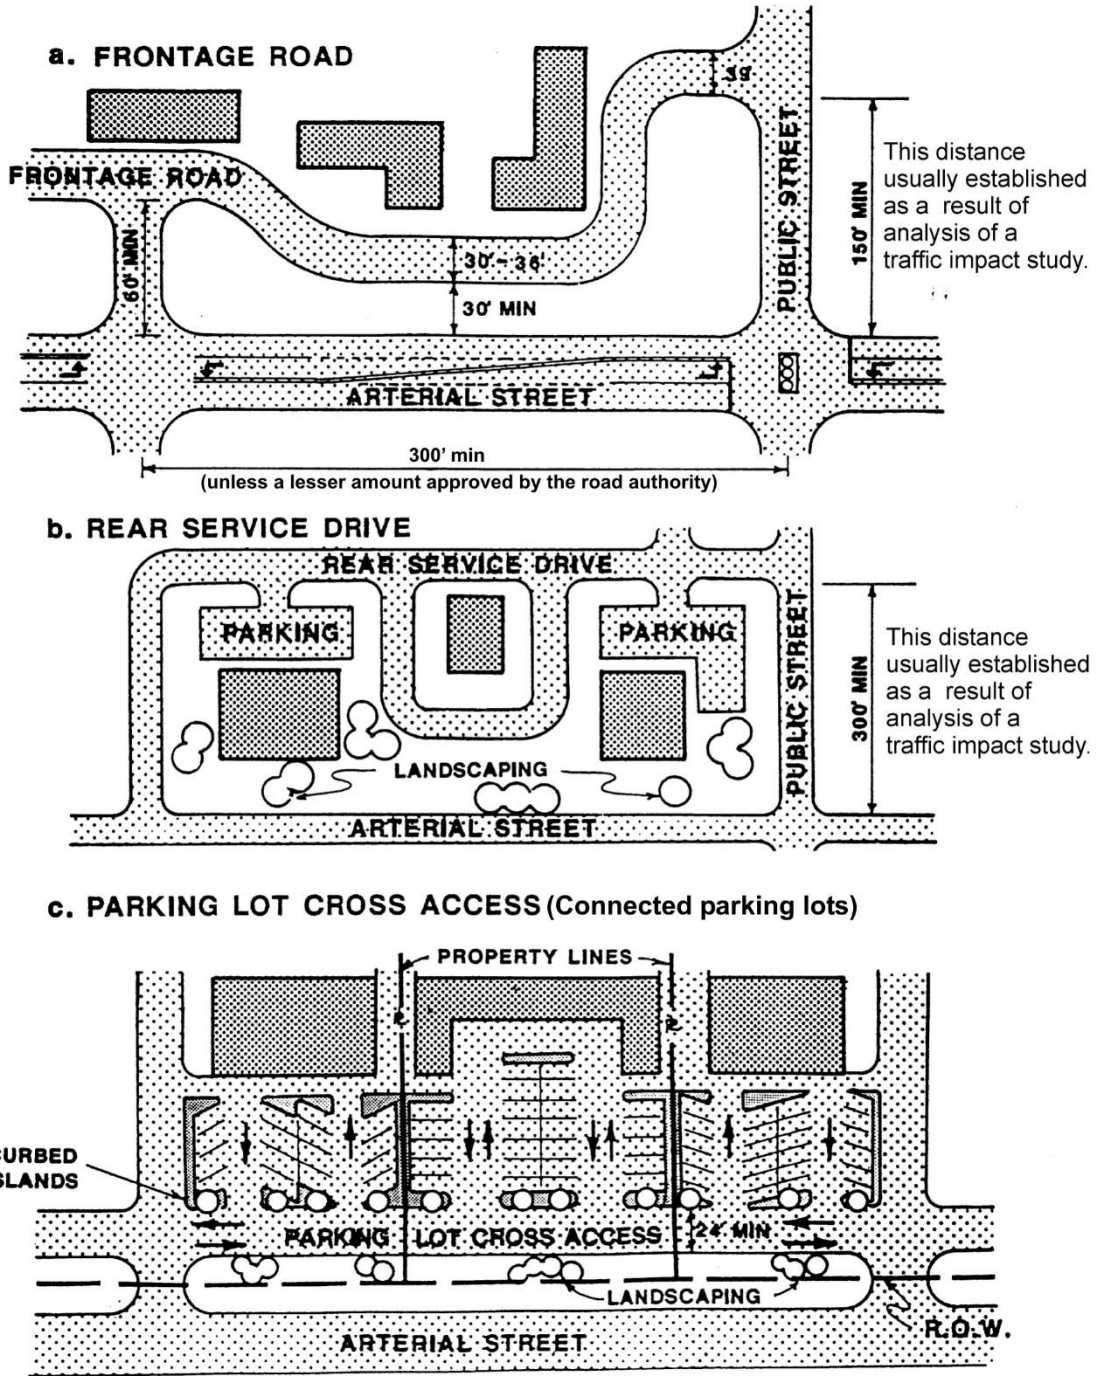 a. FRONTAGE ROAD
39'
FRONTAGE ROAD
PUBLIC STREET
150' MIN
This distance
usually established
as a result of
analysis of a
traffic impact study.
60' MIN
30'-36'
30' MIN
ARTERIAL STREET
300' min
(unless a lesser amount approved by the road authority)
b. REAR SERVICE DRIVE
REAR SERVICE DRIVE
PARKING
PARKING
PUBLIC STREET
300' MIN
This distance
usually established
as a result of
analysis of a
traffic impact study.
LANDSCAPING
ARTERIAL STREET
c. PARKING LOT CROSS ACCESS (Connected parking lots)
PROPERTY LINES
CURBED
ISLANDS
PARKING LOT CROSS ACCESS
24' MIN
LANDSCAPING
R.O.W.
ARTERIAL STREET